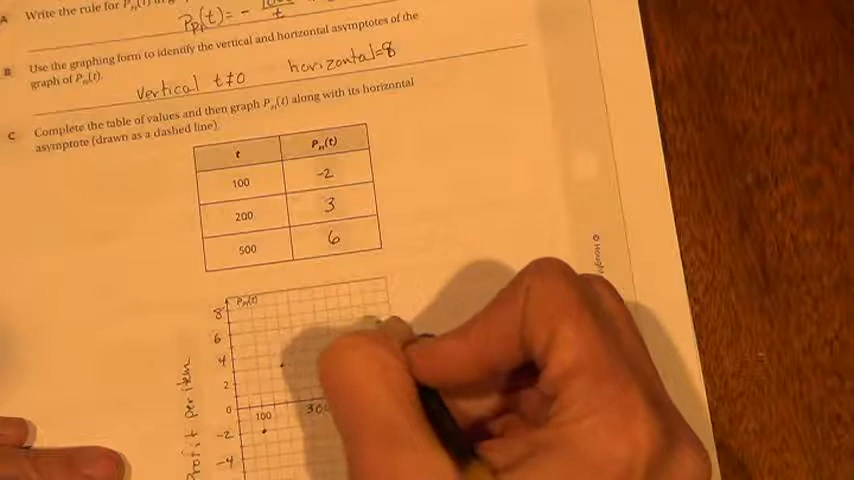 A Write the rule for P
Ppi(t) = -
B Use the graphing form to identify the vertical and horizontal asymptotes of the
graph of Ppi(t).
vertical t≠0 horizontal=8
C Complete the table of values and then graph Ppi(t) along with its horizontal
asymptote (drawn as a dashed line).
t Ppi(t)
100 -2
200 3
500 6
Ppi(t)
8
6
4
2
0
100 300
-2
-4
Profit per item
©